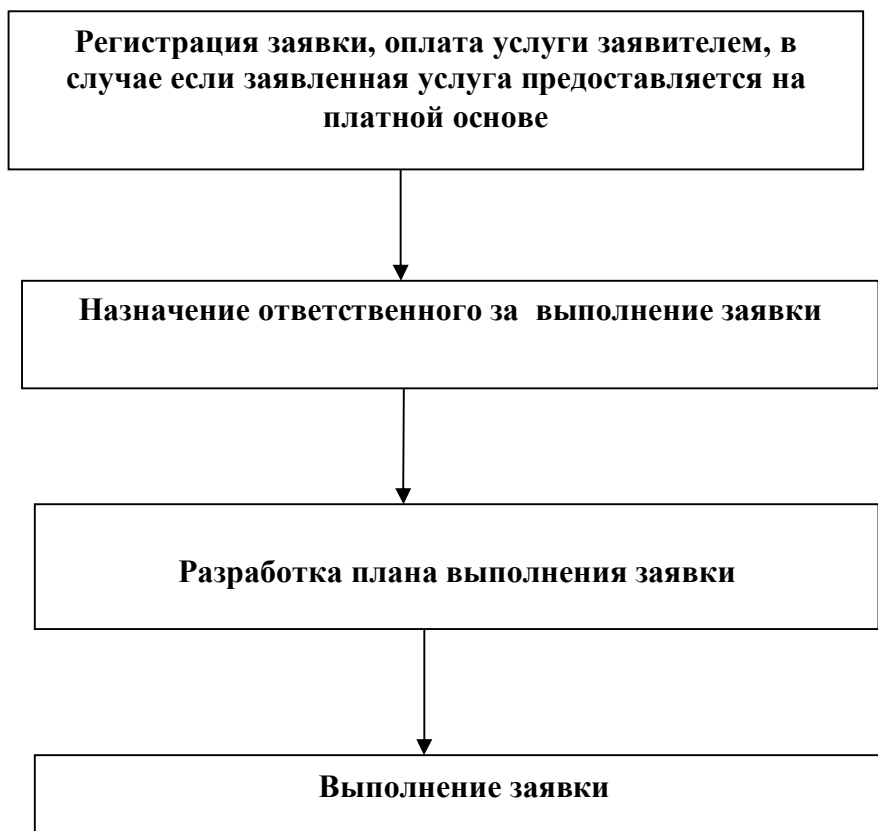 Регистрация заявки, оплата услуги заявителем, в
случае если заявленная услуга предоставляется на
платной основе
Назначение ответственного за выполнение заявки
Разработка плана выполнения заявки
Выполнение заявки